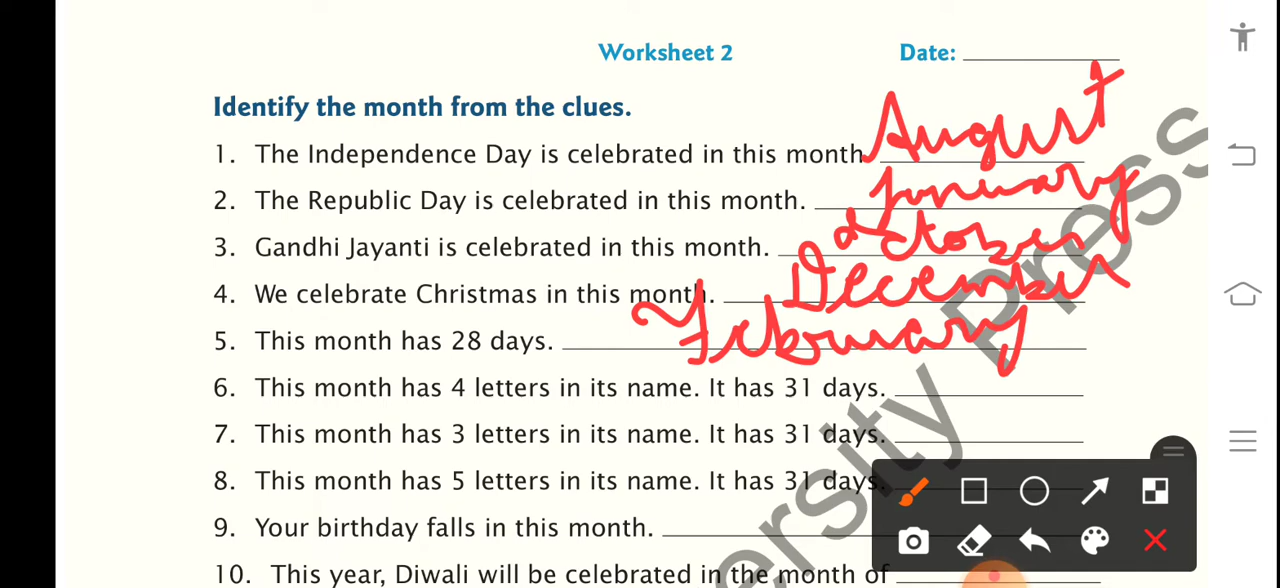 Worksheet 2 Date:
Identify the month from the clues.
1. The Independence Day is celebrated in this month August
2. The Republic Day is celebrated in this month. January
3. Gandhi Jayanti is celebrated in this month. October
4. We celebrate Christmas in this month. December
5. This month has 28 days. February
6. This month has 4 letters in its name. It has 31 days.
7. This month has 3 letters in its name. It has 31 days.
8. This month has 5 letters in its name. It has 31 days.
9. Your birthday falls in this month.
10. This year, Diwali will be celebrated in the month of
ersity Press